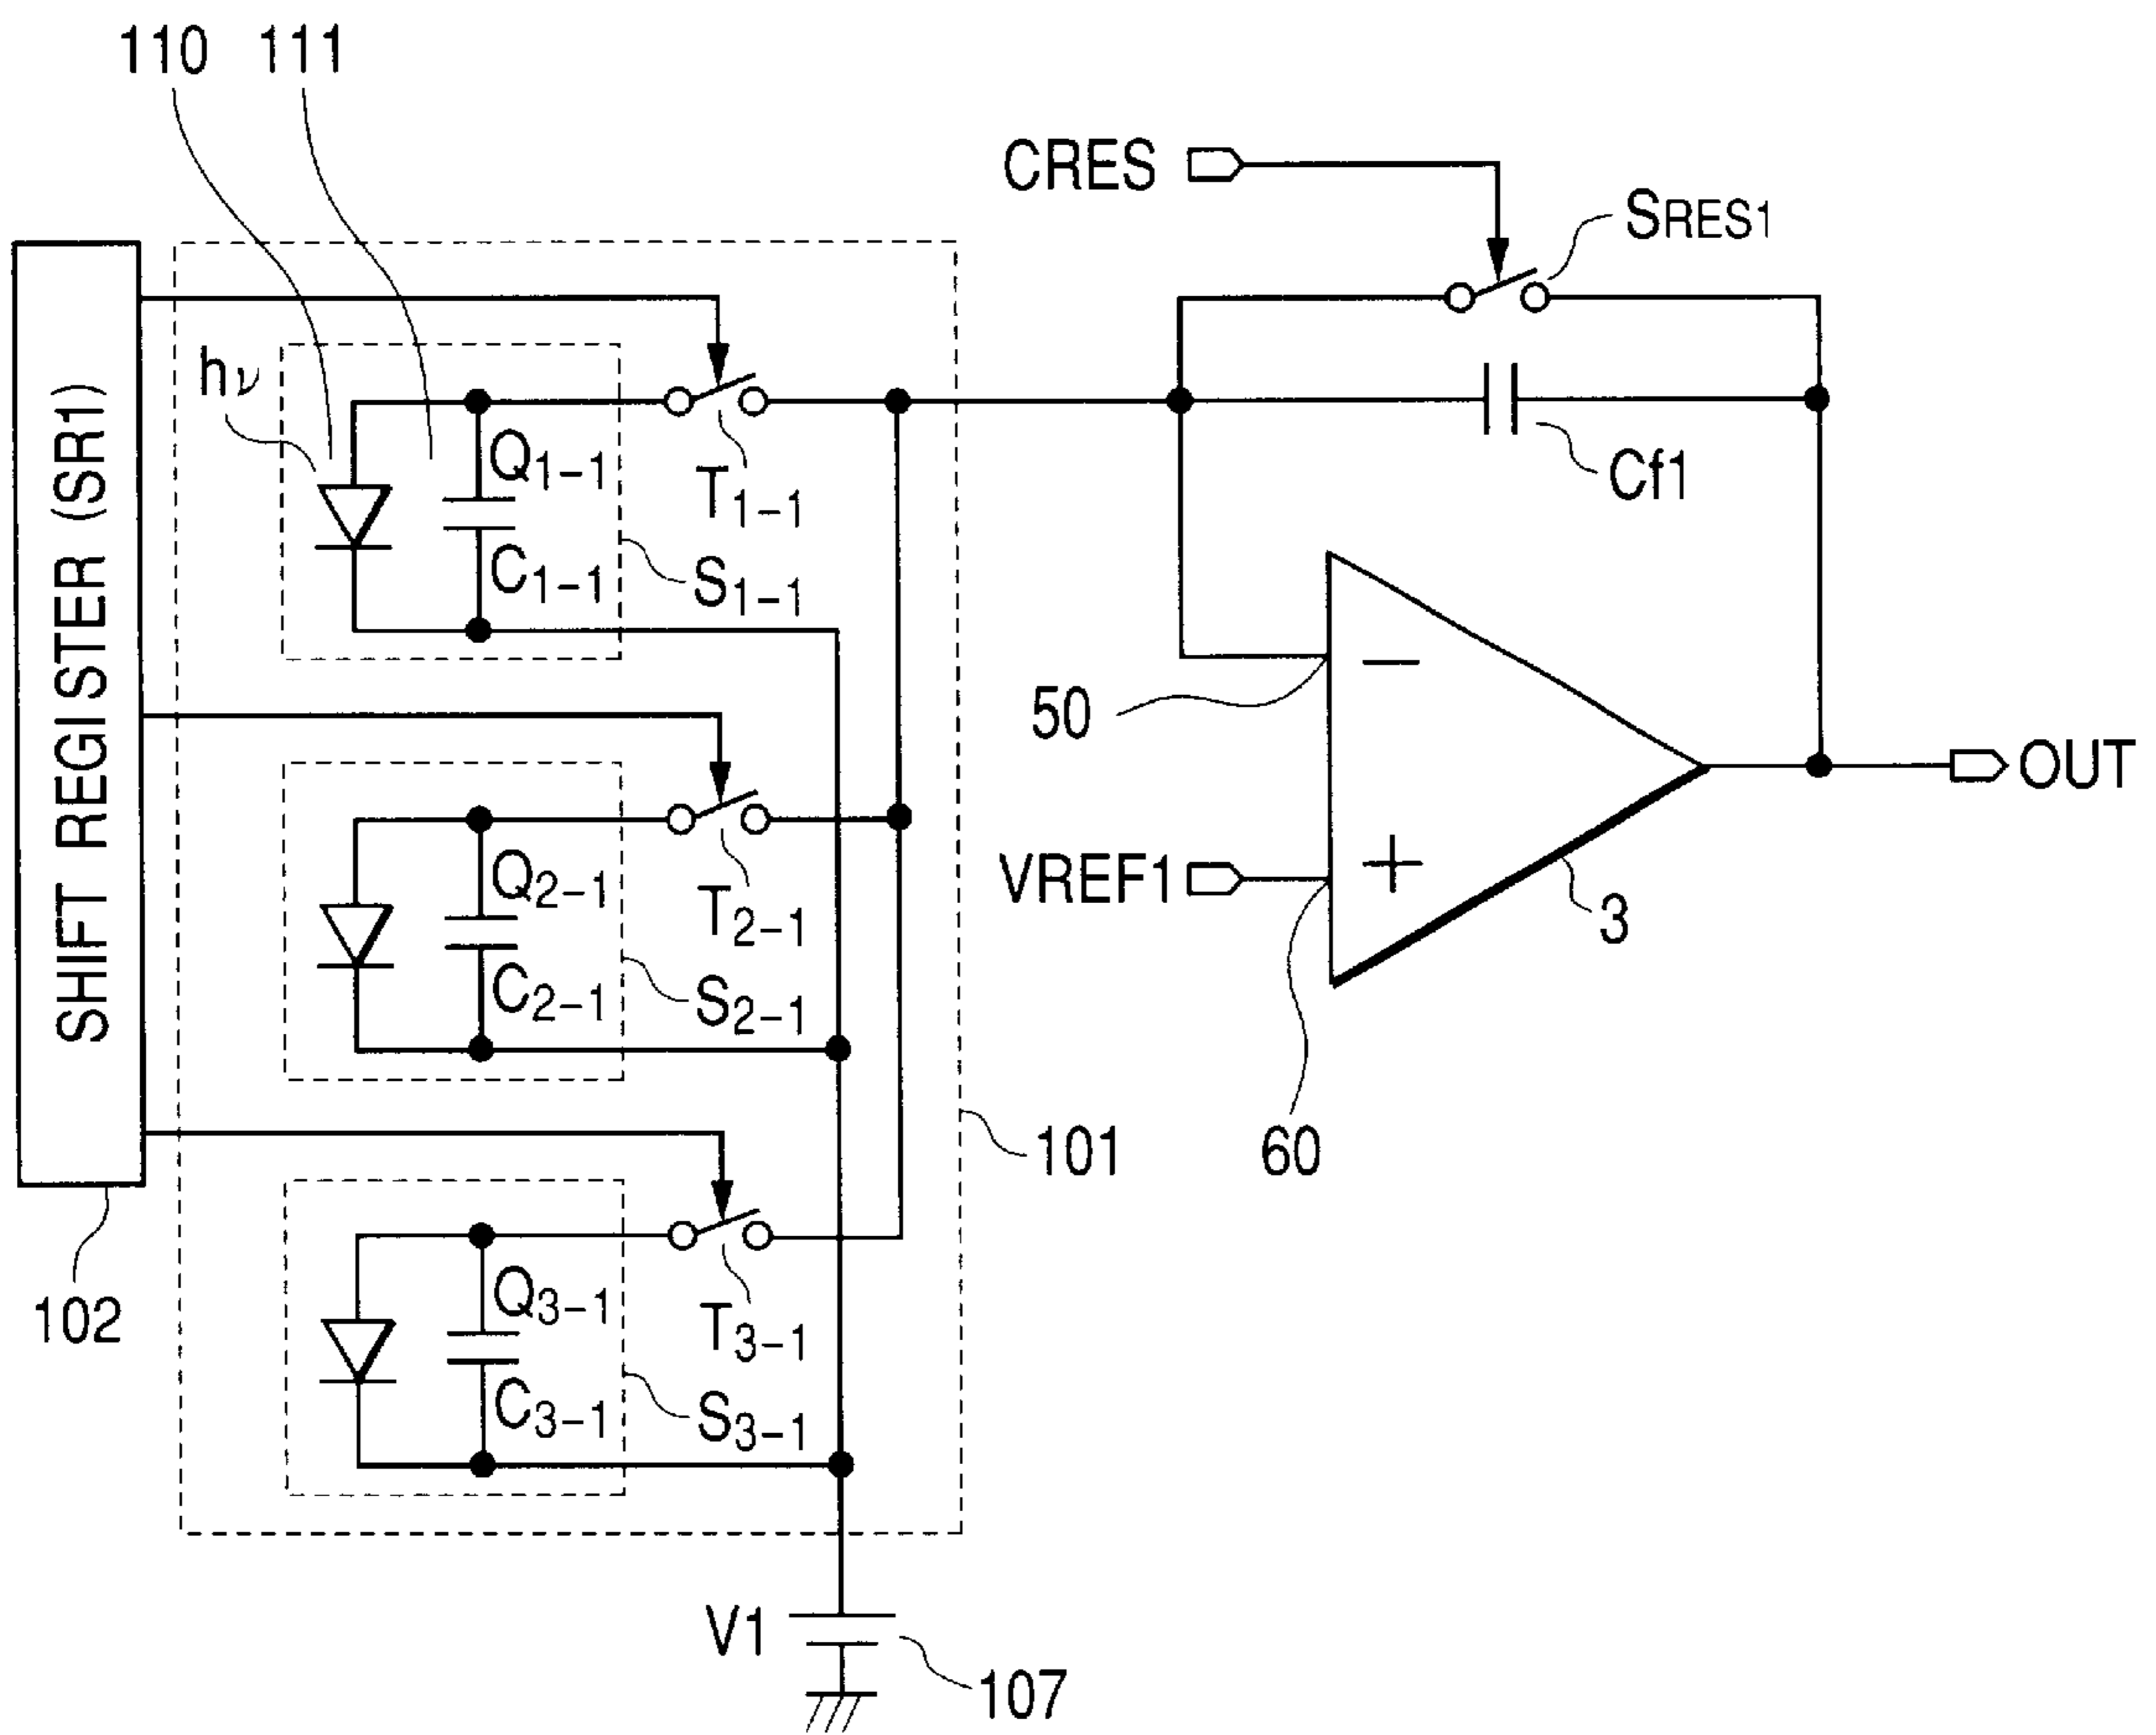 110 111
CRES
SRES1
hν
Q1-1
T1-1
Cf1
C1-1
S1-1
SHIFT REGISTER (SR1)
−
50
OUT
Q2-1
VREF1
+
T2-1
3
C2-1
S2-1
101
60
Q3-1
102
T3-1
C3-1
S3-1
V1
107